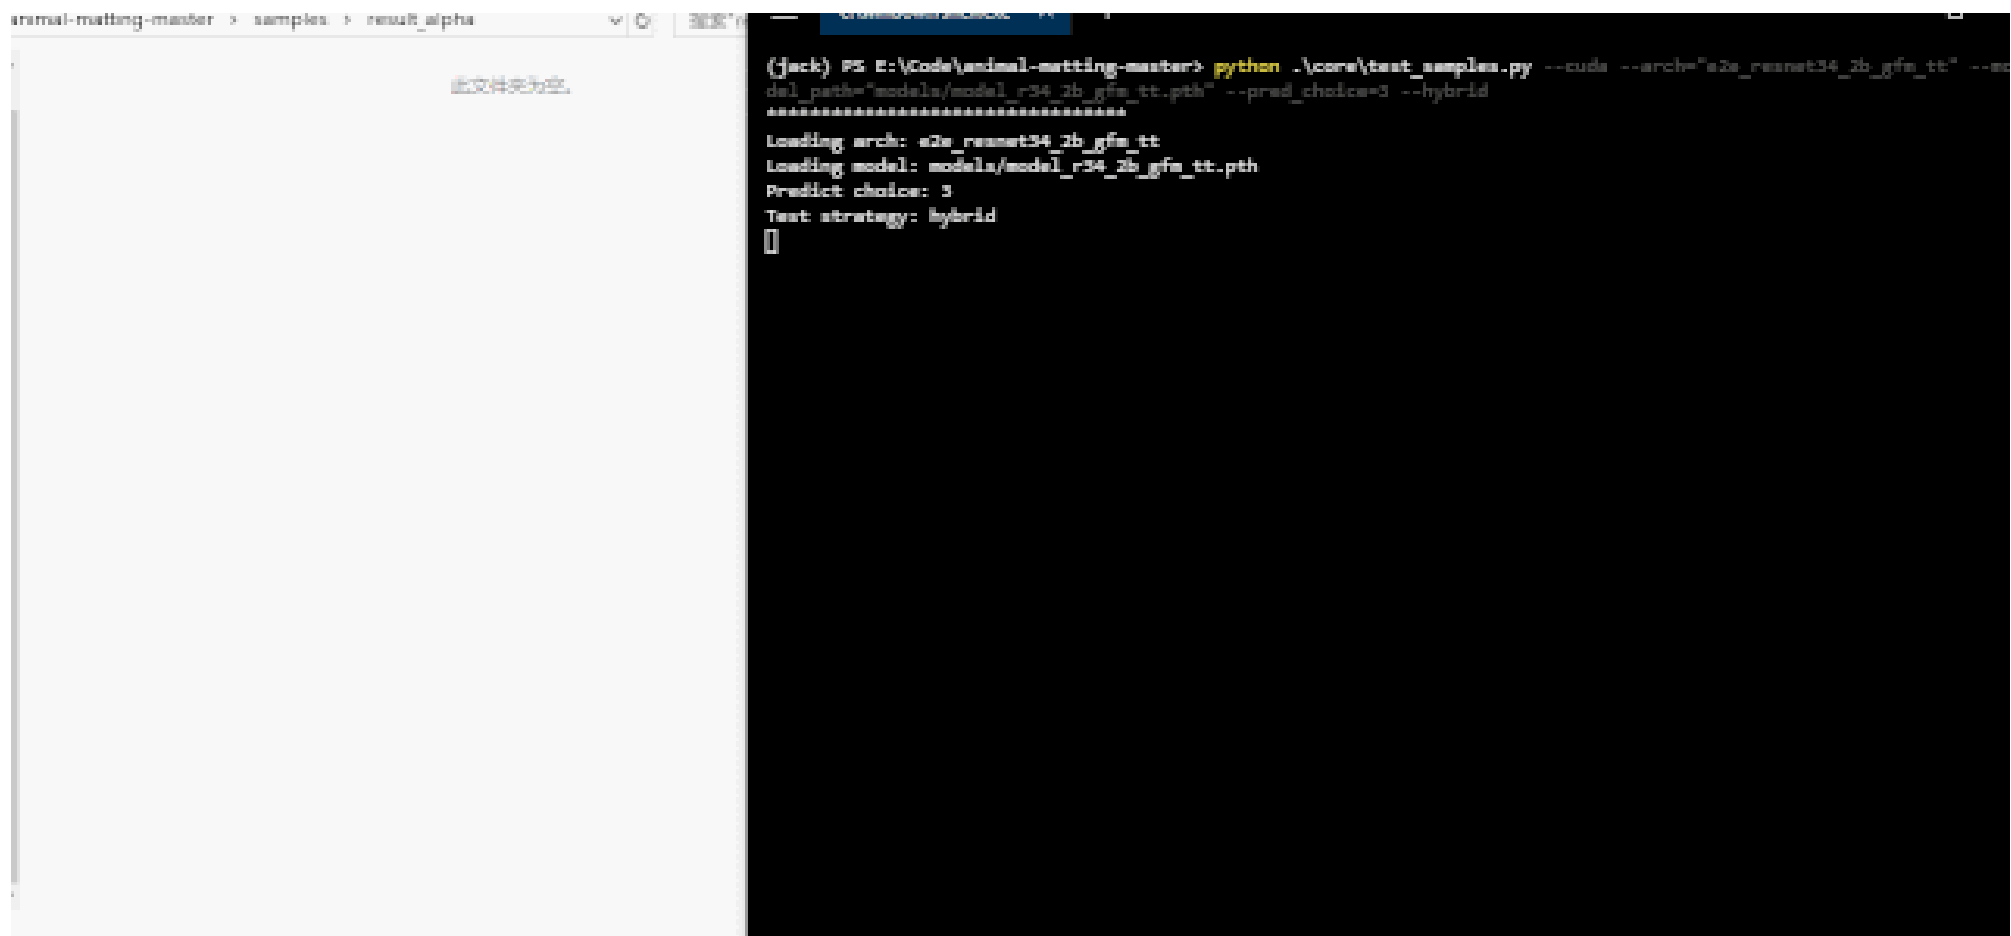 animal-matting-master > samples > result_alpha
此文件夹为空。
(jack) PS E:\Code\animal-matting-master> python .\core\test_samples.py --cuda --arch="e2e_resnet34_2b_gfm_tt" --mo
del_path="models/model_r34_2b_gfm_tt.pth" --pred_choice=3 --hybrid
*********************************
Loading arch: e2e_resnet34_2b_gfm_tt
Loading model: models/model_r34_2b_gfm_tt.pth
Predict choice: 3
Test strategy: hybrid